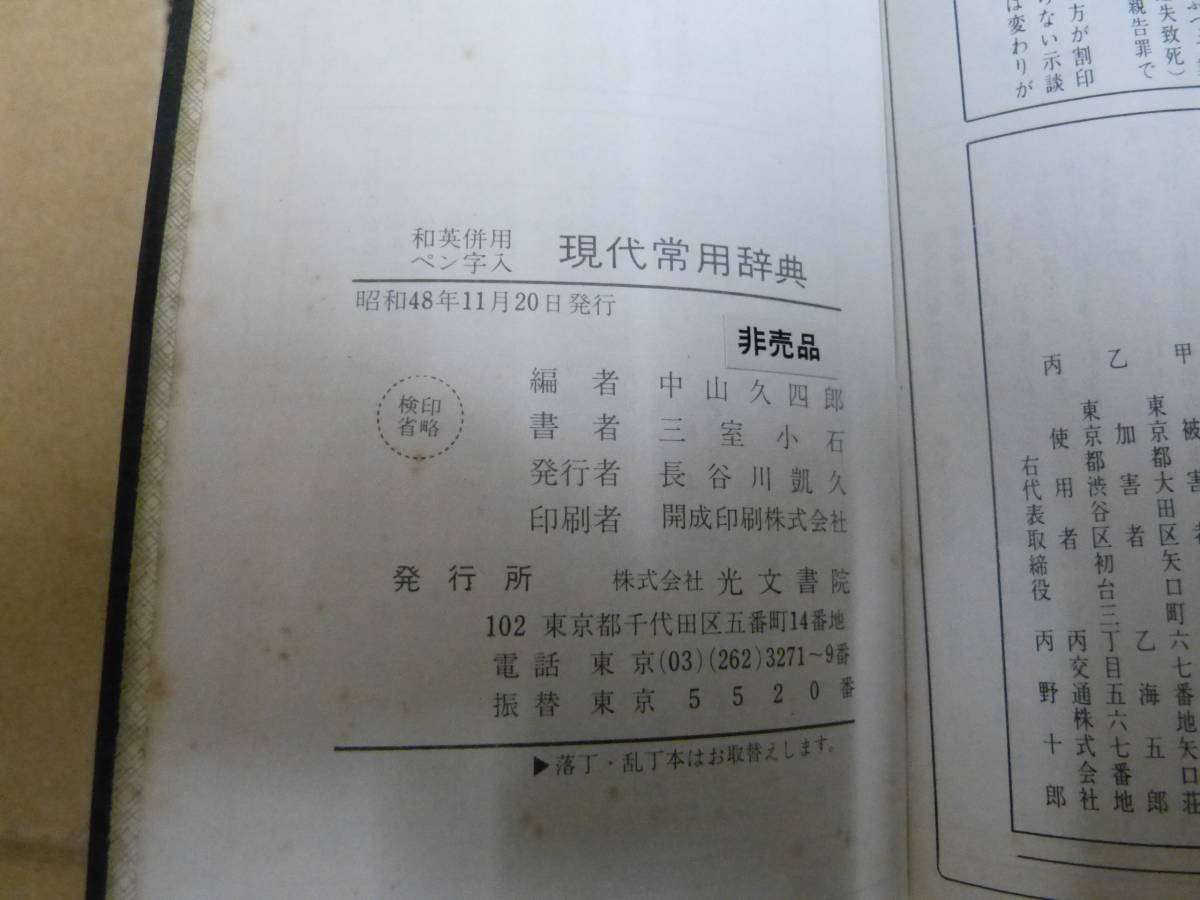 和英併用
ペン字入
現代常用辞典
昭和48年11月20日発行
非売品
検印
省略
編者 中山久四郎
書者 三室小石
発行者 長谷川凱久
印刷者 開成印刷株式会社
発行所 株式会社 光文書院
102 東京都千代田区五番町14番地
電話 東京(03)(262)3271~9番
振替 東京 5520番
▶落丁・乱丁本はお取替えします。
失致死)
親告罪で
方が割印
けない示談
は変わりが
甲 被害者
東京都大田区矢口町六七番地矢口荘
乙 加害者 乙海五郎
東京都渋谷区初台三丁目五六七番地
丙 使用者 丙交通株式会社
右代表取締役 丙野十郎